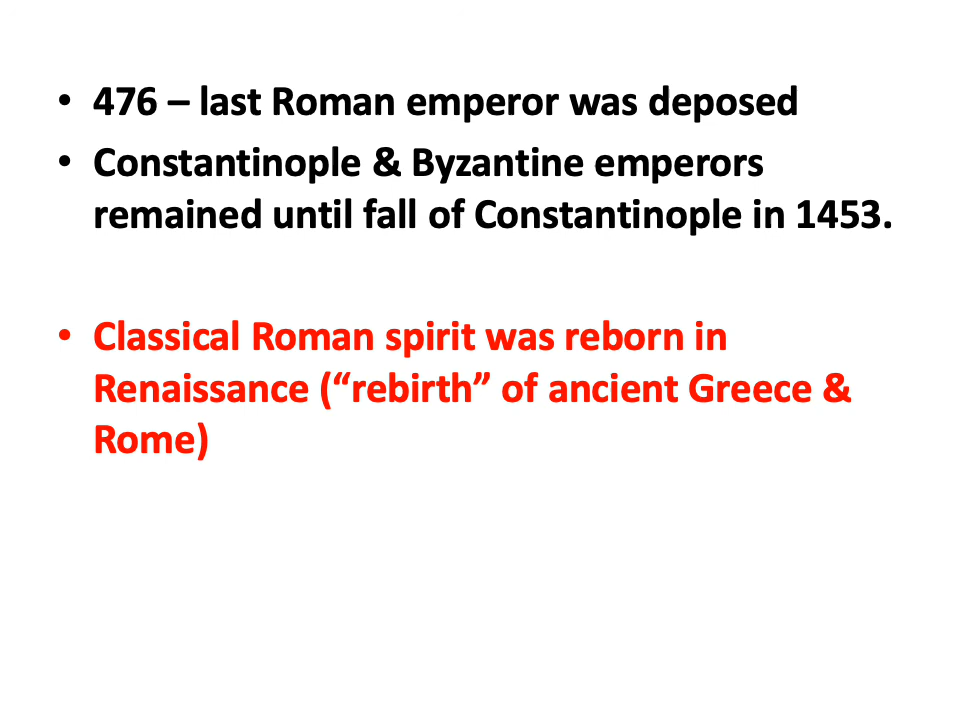 • 476 – last Roman emperor was deposed
• Constantinople & Byzantine emperors
remained until fall of Constantinople in 1453.
• Classical Roman spirit was reborn in
Renaissance (“rebirth” of ancient Greece &
Rome)